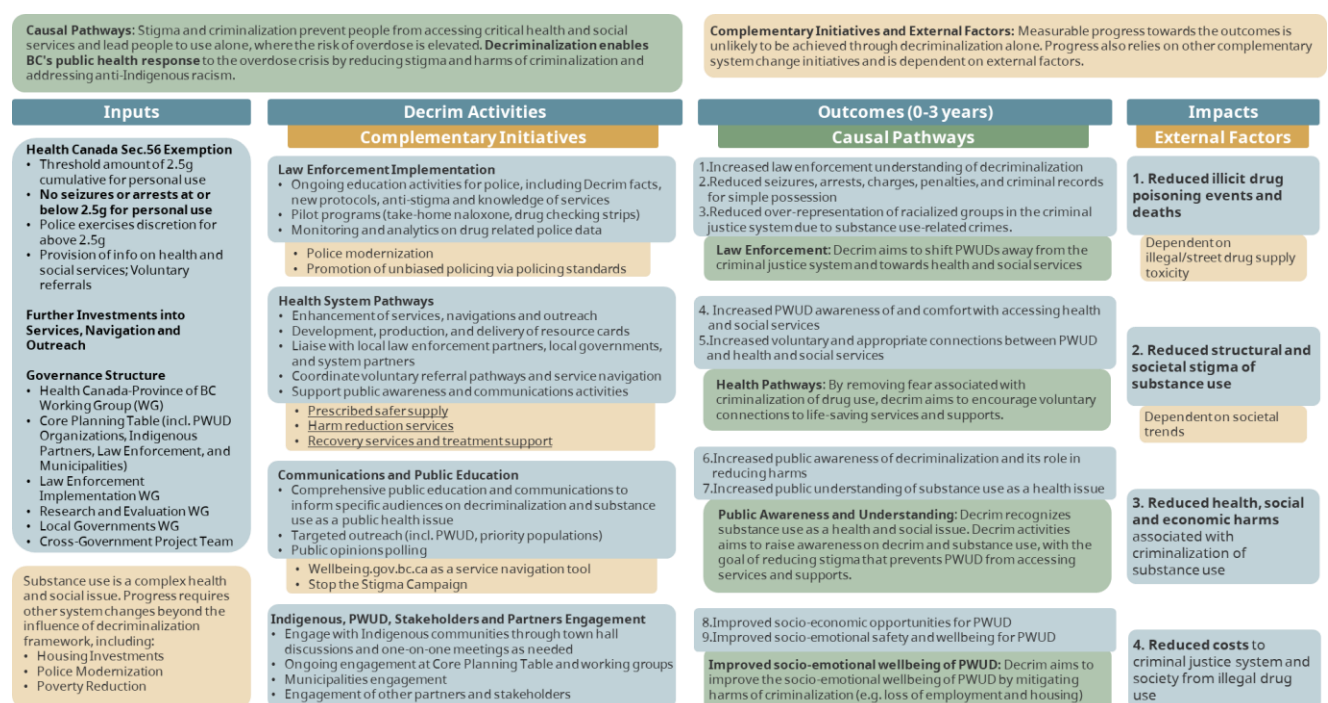 Causal Pathways: Stigma and criminalization prevent people from accessing critical health and social
services and lead people to use alone, where the risk of overdose is elevated. Decriminalization enables
BC's public health response to the overdose crisis by reducing stigma and harms of criminalization and
addressing anti-Indigenous racism.
Complementary Initiatives and External Factors: Measurable progress towards the outcomes is
unlikely to be achieved through decriminalization alone. Progress also relies on other complementary
system change initiatives and is dependent on external factors.
Inputs
Health Canada Sec.56 Exemption
• Threshold amount of 2.5g
cumulative for personal use
• No seizures or arrests at or
below 2.5g for personal use
• Police exercises discretion for
above 2.5g
• Provision of info on health and
social services; Voluntary
referrals
Further Investments into
Services, Navigation and
Outreach
Governance Structure
• Health Canada-Province of BC
Working Group (WG)
• Core Planning Table (incl. PWUD
Organizations, Indigenous
Partners, Law Enforcement, and
Municipalities)
• Law Enforcement
Implementation WG
• Research and Evaluation WG
• Local Governments WG
• Cross-Government Project Team
Substance use is a complex health
and social issue. Progress requires
other system changes beyond the
influence of decriminalization
framework, including:
• Housing Investments
• Police Modernization
• Poverty Reduction
Decrim Activities
Complementary Initiatives
Law Enforcement Implementation
• Ongoing education activities for police, including Decrim facts,
new protocols, anti-stigma and knowledge of services
• Pilot programs (take-home naloxone, drug checking strips)
• Monitoring and analytics on drug related police data
• Police modernization
• Promotion of unbiased policing via policing standards
Health System Pathways
• Enhancement of services, navigations and outreach
• Development, production, and delivery of resource cards
• Liaise with local law enforcement partners, local governments,
and system partners
• Coordinate voluntary referral pathways and service navigation
• Support public awareness and communications activities
• Prescribed safer supply
• Harm reduction services
• Recovery services and treatment support
Communications and Public Education
• Comprehensive public education and communications to
inform specific audiences on decriminalization and substance
use as a public health issue
• Targeted outreach (incl. PWUD, priority populations)
• Public opinions polling
• Wellbeing.gov.bc.ca as a service navigation tool
• Stop the Stigma Campaign
Indigenous, PWUD, Stakeholders and Partners Engagement
• Engage with Indigenous communities through town hall
discussions and one-on-one meetings as needed
• Ongoing engagement at Core Planning Table and working groups
• Municipalities engagement
• Engagement of other partners and stakeholders
Outcomes (0-3 years)
Causal Pathways
1.Increased law enforcement understanding of decriminalization
2.Reduced seizures, arrests, charges, penalties, and criminal records
for simple possession
3.Reduced over-representation of racialized groups in the criminal
justice system due to substance use-related crimes.
Law Enforcement: Decrim aims to shift PWUDs away from the
criminal justice system and towards health and social services
4. Increased PWUD awareness of and comfort with accessing health
and social services
5.Increased voluntary and appropriate connections between PWUD
and health and social services
Health Pathways: By removing fear associated with
criminalization of drug use, decrim aims to encourage voluntary
connections to life-saving services and supports.
6.Increased public awareness of decriminalization and its role in
reducing harms
7.Increased public understanding of substance use as a health issue
Public Awareness and Understanding: Decrim recognizes
substance use as a health and social issue. Decrim activities
aims to raise awareness on decrim and substance use, with the
goal of reducing stigma that prevents PWUD from accessing
services and supports.
8.Improved socio-economic opportunities for PWUD
9.Improved socio-emotional safety and wellbeing for PWUD
Improved socio-emotional wellbeing of PWUD: Decrim aims to
improve the socio-emotional wellbeing of PWUD by mitigating
harms of criminalization (e.g. loss of employment and housing)
Impacts
External Factors
1. Reduced illicit drug
poisoning events and
deaths
Dependent on
illegal/street drug supply
toxicity
2. Reduced structural and
societal stigma of
substance use
Dependent on societal
trends
3. Reduced health, social
and economic harms
associated with
criminalization of
substance use
4. Reduced costs to
criminal justice system and
society from illegal drug
use